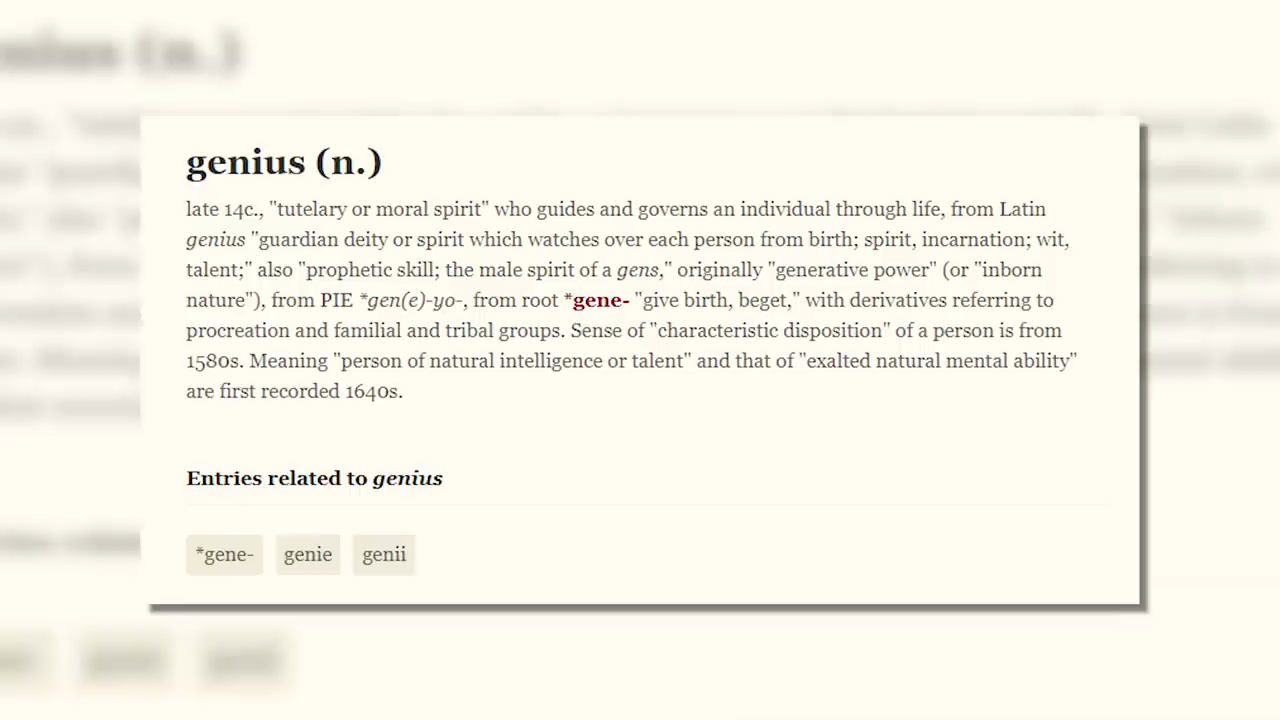 genius (n.)
late 14c., "tutelary or moral spirit" who guides and governs an individual through life, from Latin
genius "guardian deity or spirit which watches over each person from birth; spirit, incarnation; wit,
talent;" also "prophetic skill; the male spirit of a gens," originally "generative power" (or "inborn
nature"), from PIE *gen(e)-yo-, from root *gene- "give birth, beget," with derivatives referring to
procreation and familial and tribal groups. Sense of "characteristic disposition" of a person is from
1580s. Meaning "person of natural intelligence or talent" and that of "exalted natural mental ability"
are first recorded 1640s.
Entries related to genius
*gene- genie genii